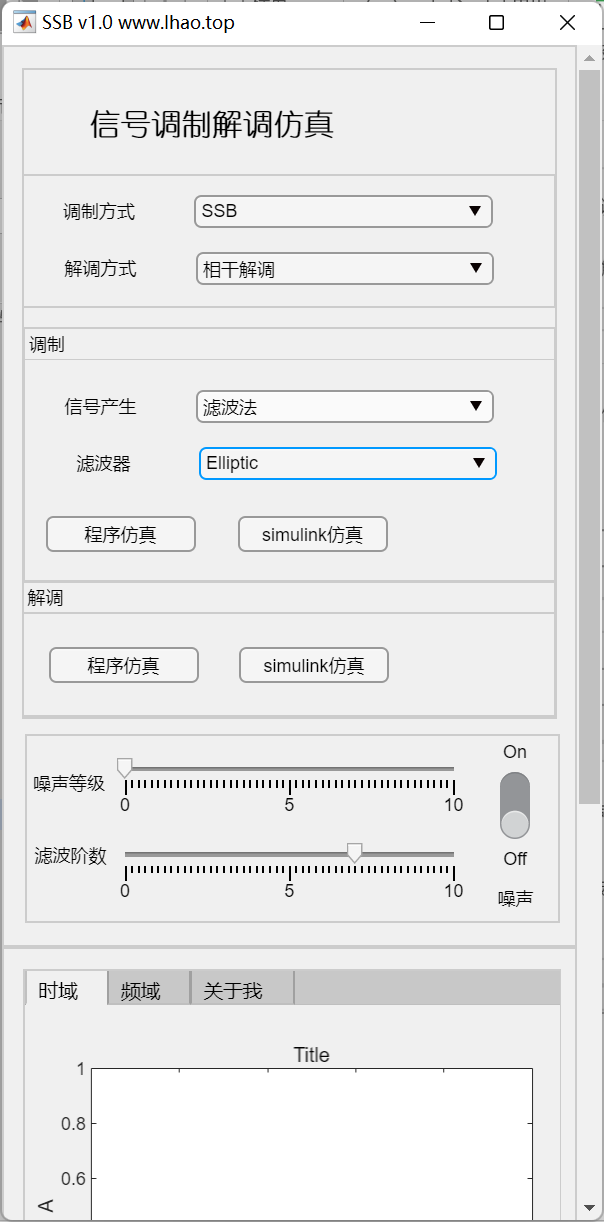 SSB v1.0 www.lhao.top
信号调制解调仿真
调制方式 SSB
解调方式 相干解调
调制
信号产生 滤波法
滤波器 Elliptic
程序仿真 simulink仿真
解调
程序仿真 simulink仿真
On
噪声等级
0 5 10
滤波阶数
Off
0 5 10
噪声
时域 频域 关于我
Title
1
0.8
0.6
A